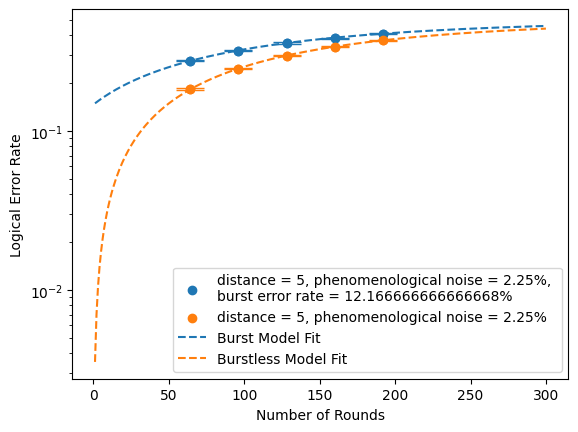 Logical Error Rate
10⁻¹
10⁻²
0
50
100
150
200
250
300
Number of Rounds
distance = 5, phenomenological noise = 2.25%,
burst error rate = 12.166666666666668%
distance = 5, phenomenological noise = 2.25%
Burst Model Fit
Burstless Model Fit